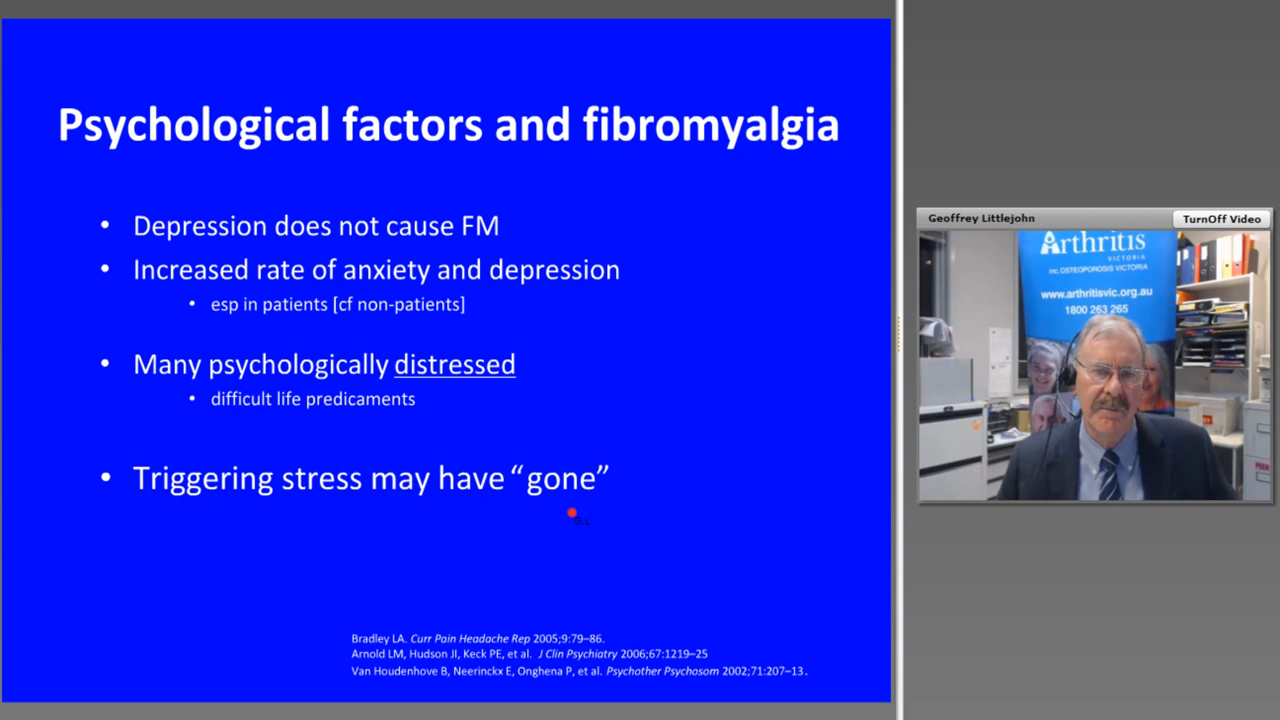 Psychological factors and fibromyalgia
• Depression does not cause FM
• Increased rate of anxiety and depression
• esp in patients [cf non-patients]
• Many psychologically distressed
• difficult life predicaments
• Triggering stress may have “gone”
G.L
Bradley LA. Curr Pain Headache Rep 2005;9:79–86.
Arnold LM, Hudson JI, Keck PE, et al. J Clin Psychiatry 2006;67:1219–25
Van Houdenhove B, Neerinckx E, Onghena P, et al. Psychother Psychosom 2002;71:207–13.
Geoffrey Littlejohn
TurnOff Video
Arthritis
VICTORIA
inc. OSTEOPOROSIS VICTORIA
www.arthritisvic.org.au
1800 263 265